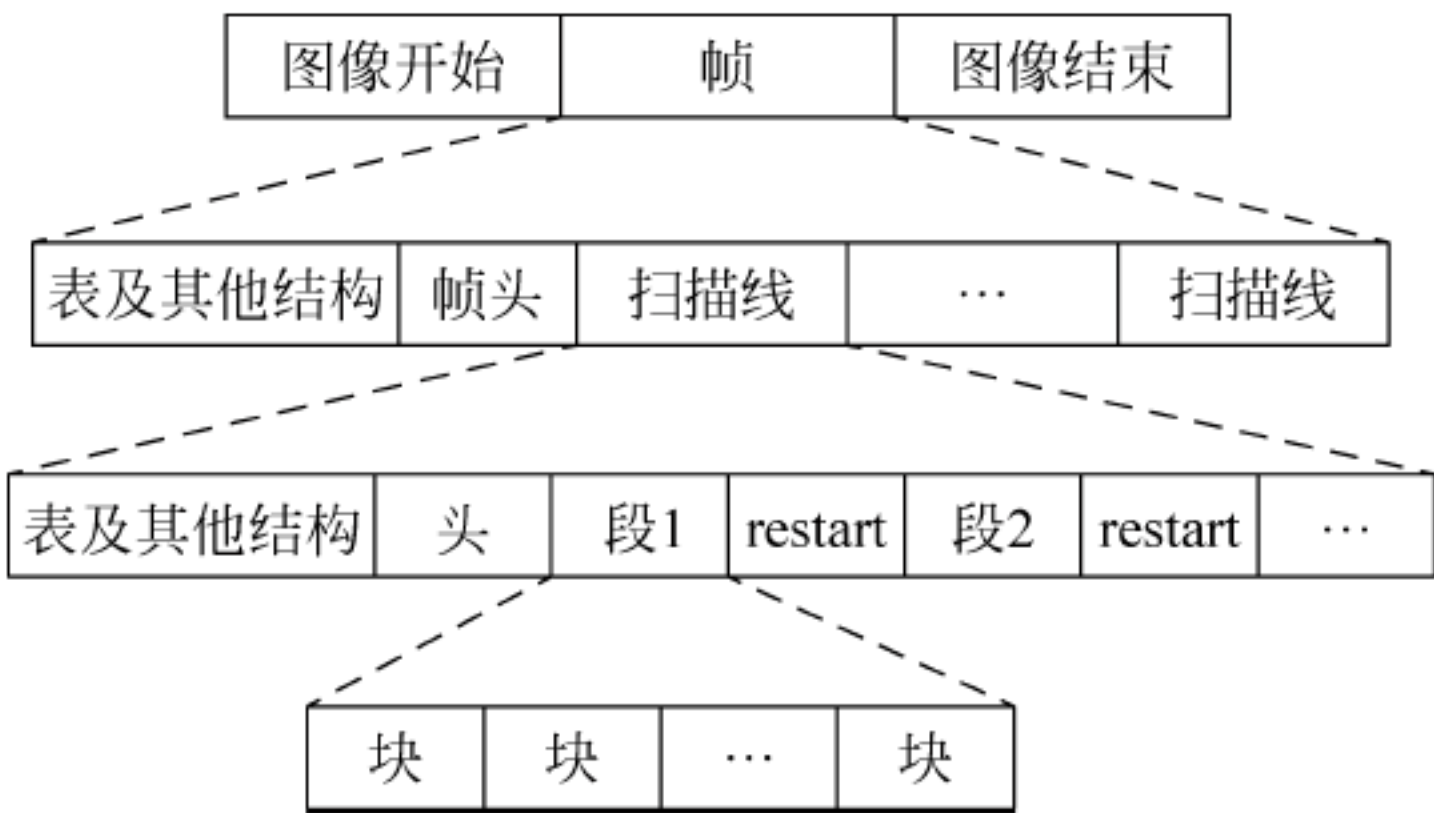 图像开始 帧 图像结束
表及其他结构 帧头 扫描线 … 扫描线
表及其他结构 头 段1 restart 段2 restart …
块 块 … 块